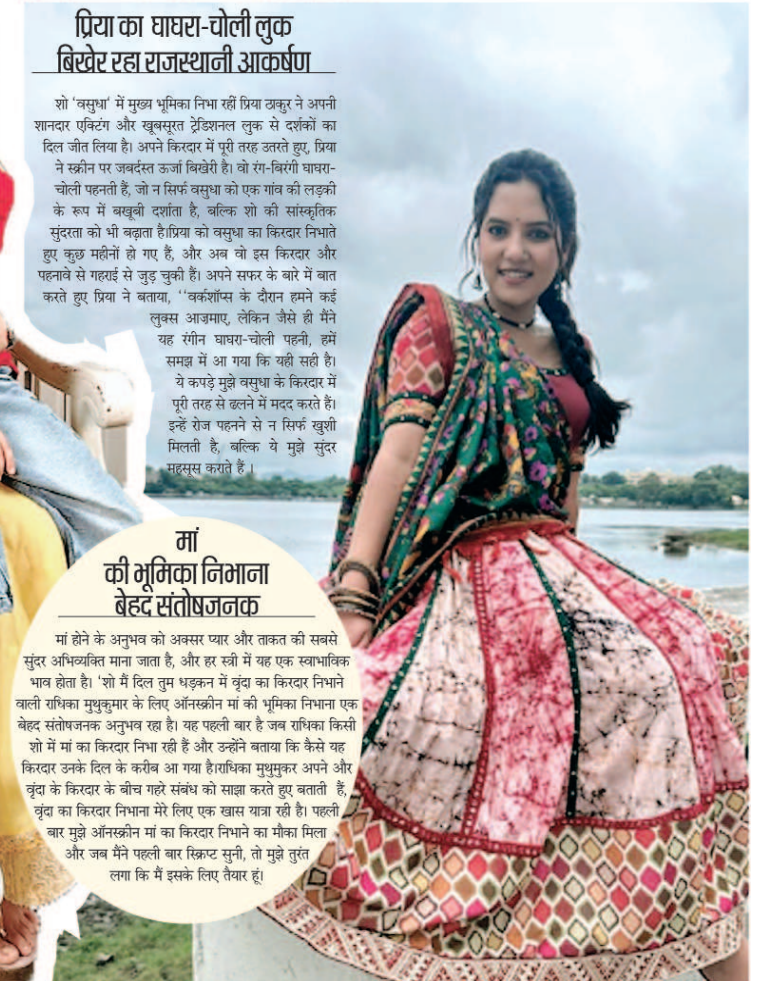 प्रिया का घाघरा-चोली लुक
बिखेर रहा राजस्थानी आकर्षण
शो 'वसुधा' में मुख्य भूमिका निभा रहीं प्रिया ठाकुर ने अपनी
शानदार एक्टिंग और खूबसूरत ट्रेडिशनल लुक से दर्शकों का
दिल जीत लिया है। अपने किरदार में पूरी तरह उतरते हुए, प्रिया
ने स्क्रीन पर जबर्दस्त ऊर्जा बिखेरी है। वो रंग-बिरंगी घाघरा-
चोली पहनती हैं, जो न सिर्फ वसुधा को एक गांव की लड़की
के रूप में बखूबी दर्शाता है, बल्कि शो की सांस्कृतिक
सुंदरता को भी बढ़ाता है।प्रिया को वसुधा का किरदार निभाते
हुए कुछ महीनों हो गए हैं, और अब वो इस किरदार और
पहनावे से गहराई से जुड़ चुकी हैं। अपने सफर के बारे में बात
करते हुए प्रिया ने बताया, ''वर्कशॉप्स के दौरान हमने कई
लुक्स आज़माए, लेकिन जैसे ही मैंने
यह रंगीन घाघरा-चोली पहनी, हमें
समझ में आ गया कि यही सही है।
ये कपड़े मुझे वसुधा के किरदार में
पूरी तरह से ढलने में मदद करते हैं।
इन्हें रोज पहनने से न सिर्फ खुशी
मिलती है, बल्कि ये मुझे सुंदर
महसूस कराते हैं ।
मां
की भूमिका निभाना
बेहद संतोषजनक
मां होने के अनुभव को अक्सर प्यार और ताकत की सबसे
सुंदर अभिव्यक्ति माना जाता है, और हर स्त्री में यह एक स्वाभाविक
भाव होता है। 'शो मैं दिल तुम धड़कन में वृंदा का किरदार निभाने
वाली राधिका मुथुकुमार के लिए ऑनस्क्रीन मां की भूमिका निभाना एक
बेहद संतोषजनक अनुभव रहा है। यह पहली बार है जब राधिका किसी
शो में मां का किरदार निभा रही हैं और उन्होंने बताया कि कैसे यह
किरदार उनके दिल के करीब आ गया है।राधिका मुथुमुकर अपने और
वृंदा के किरदार के बीच गहरे संबंध को साझा करते हुए बताती हैं,
वृंदा का किरदार निभाना मेरे लिए एक खास यात्रा रही है। पहली
बार मुझे ऑनस्क्रीन मां का किरदार निभाने का मौका मिला
और जब मैंने पहली बार स्क्रिप्ट सुनी, तो मुझे तुरंत
लगा कि मैं इसके लिए तैयार हूं।